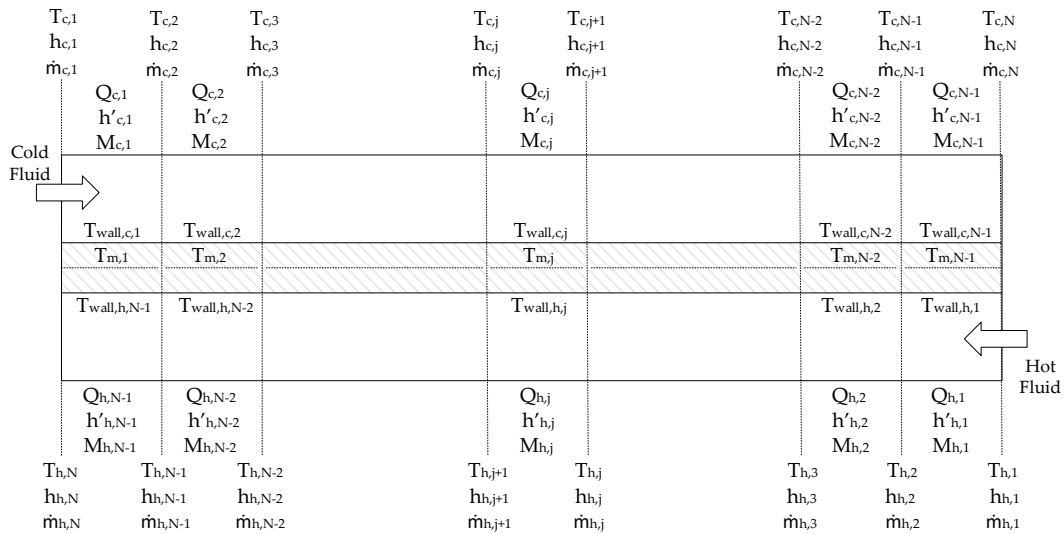 Tc,1 Tc,2 Tc,3 Tc,j Tc,j+1 Tc,N-2 Tc,N-1 Tc,N
hc,1 hc,2 hc,3 hc,j hc,j+1 hc,N-2 hc,N-1 hc,N
ṁc,1 ṁc,2 ṁc,3 ṁc,j ṁc,j+1 ṁc,N-2 ṁc,N-1 ṁc,N
Qc,1 Qc,2 Qc,j Qc,N-2 Qc,N-1
h'c,1 h'c,2 h'c,j h'c,N-2 h'c,N-1
Mc,1 Mc,2 Mc,j Mc,N-2 Mc,N-1
Cold
Fluid
Twall,c,1 Twall,c,2 Twall,c,j Twall,c,N-2 Twall,c,N-1
Tm,1 Tm,2 Tm,j Tm,N-2 Tm,N-1
Twall,h,N-1 Twall,h,N-2 Twall,h,j Twall,h,2 Twall,h,1
Hot
Fluid
Qh,N-1 Qh,N-2 Qh,j Qh,2 Qh,1
h'h,N-1 h'h,N-2 h'h,j h'h,2 h'h,1
Mh,N-1 Mh,N-2 Mh,j Mh,2 Mh,1
Th,N Th,N-1 Th,N-2 Th,j+1 Th,j Th,3 Th,2 Th,1
hh,N hh,N-1 hh,N-2 hh,j+1 hh,j hh,3 hh,2 hh,1
ṁh,N ṁh,N-1 ṁh,N-2 ṁh,j+1 ṁh,j ṁh,3 ṁh,2 ṁh,1